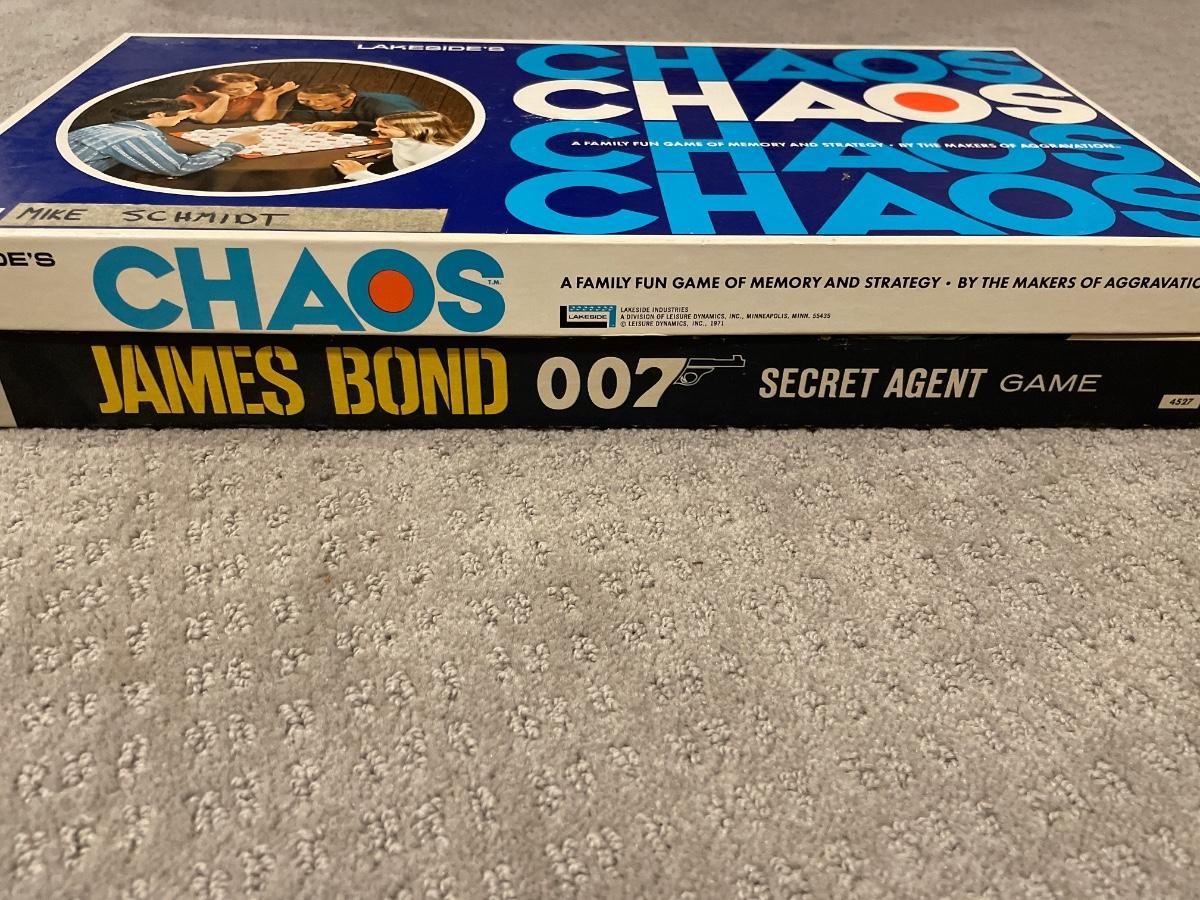 LAKESIDE'S
CHAOS
CHAOS
CHAOS
A FAMILY FUN GAME OF MEMORY AND STRATEGY • BY THE MAKERS OF AGGRAVATION
CHAOS
MIKE SCHMIDT
DE'S
CHAOS T.M.
A FAMILY FUN GAME OF MEMORY AND STRATEGY • BY THE MAKERS OF AGGRAVATIO
LAKESIDE
LAKESIDE INDUSTRIES
A DIVISION OF LEISURE DYNAMICS, INC., MINNEAPOLIS, MINN. 55435
© LEISURE DYNAMICS, INC., 1971
JAMES BOND 007 SECRET AGENT GAME
4527